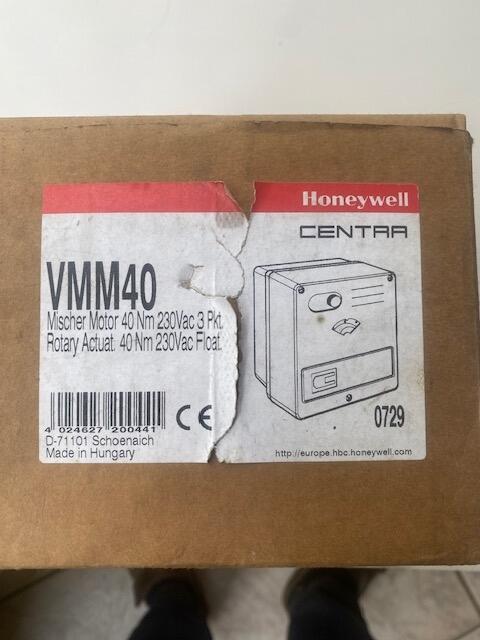 Honeywell
CENTRA
VMM40
Mischer Motor 40 Nm 230Vac 3 Pkt.
Rotary Actuat. 40 Nm 230Vac Float.
4 024627 200441
CE
D-71101 Schoenaich
Made in Hungary
0729
http://europe.hbc.honeywell.com